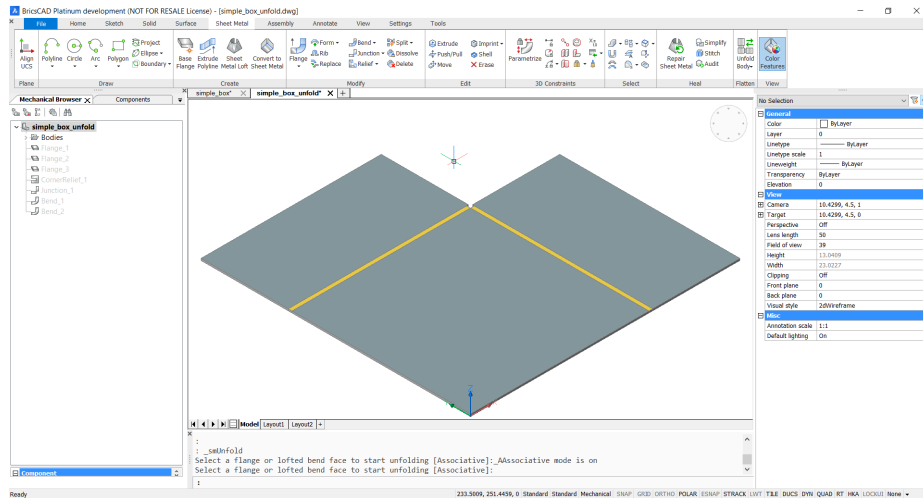 BricsCAD Platinum development (NOT FOR RESALE License) - [simple_box_unfold.dwg]
File Home Sketch Solid Surface Sheet Metal Assembly Annotate View Settings Tools
Align UCS
Polyline Circle Arc Polygon
Project
Ellipse
Boundary
Base Flange
Extrude Polyline
Sheet Metal Loft
Convert to Sheet Metal
Flange
Form
Rib
Replace
Bend
Junction
Relief
Split
Dissolve
Delete
Extrude
Push/Pull
Move
Imprint
Shell
Erase
Parametrize
Repair Sheet Metal
Simplify
Stitch
Audit
Unfold Body
Color Features
Plane Draw Create Modify Edit 3D Constraints Select Heal Flatten View
Mechanical Browser X Components
simple_box* X simple_box_unfold* X +
simple_box_unfold
Bodies
Flange_1
Flange_2
Flange_3
CornerRelief_1
Junction_1
Bend_1
Bend_2
Component
Z
No Selection
General
Color ByLayer
Layer 0
Linetype ByLayer
Linetype scale 1
Lineweight ByLayer
Transparency ByLayer
Elevation 0
View
Camera 10.4299, 4.5, 1
Target 10.4299, 4.5, 0
Perspective Off
Lens length 50
Field of view 39
Height 13.0409
Width 23.0227
Clipping Off
Front plane 0
Back plane 0
Visual style 2dWireframe
Misc
Annotation scale 1:1
Default lighting On
Model Layout1 Layout2 +
:
: _smUnfold
Select a flange or lofted bend face to start unfolding [Associative]:_AAssociative mode is on
Select a flange or lofted bend face to start unfolding [Associative]:
:
Ready
233.5009, 251.4459, 0 Standard Standard Mechanical SNAP GRID ORTHO POLAR ESNAP STRACK LWT TILE DUCS DYN QUAD RT HKA LOCKUI None